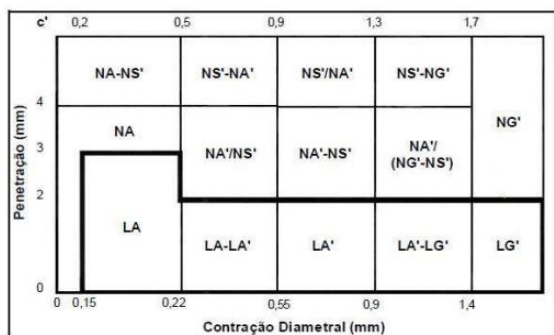 c' 0,2 0,5 0,9 1,3 1,7
NA-NS' NS'-NA' NS'/NA' NS'-NG'
4
NG'
NA
3
NA'/NS' NA'-NS' NA'/
(NG'-NS')
2
LA
LA-LA' LA' LA'-LG' LG'
0
0 0,15 0,22 0,55 0,9 1,4
Penetração (mm)
Contração Diametral (mm)